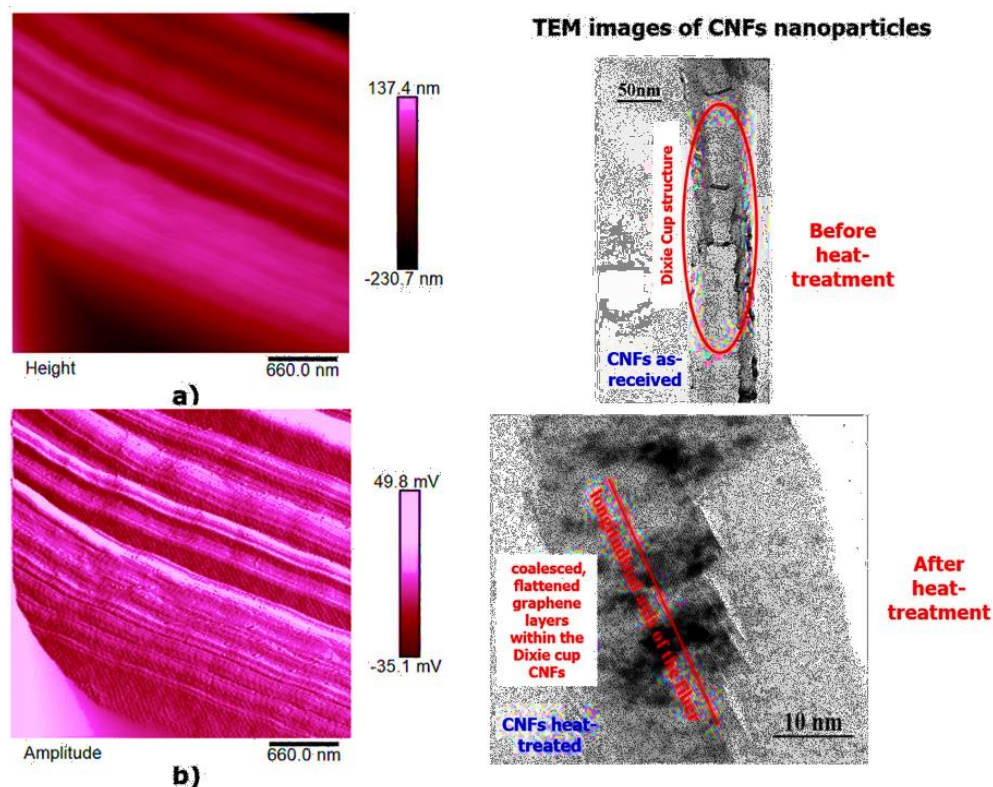 137.4 nm
-230.7 nm
Height
660.0 nm
a)
49.8 mV
-35.1 mV
Amplitude
660.0 nm
b)
TEM images of CNFs nanoparticles
50nm
Dixie Cup structure
CNFs as-
received
Before
heat-
treatment
longitudinal axis of the fiber
coalesced,
flattened
graphene
layers
within the
Dixie cup
CNFs
CNFs heat-
treated
10 nm
After
heat-
treatment